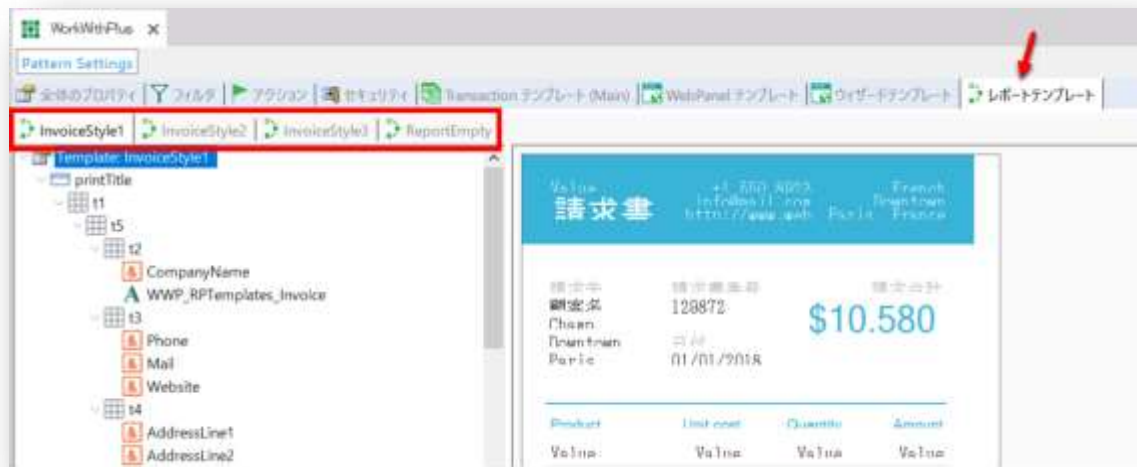 WorkWithPlus
Pattern Settings
全体のプロパティ フィルタ アクション セキュリティ Transaction テンプレート (Main) WebPanel テンプレート ウィザードテンプレート レポートテンプレート
InvoiceStyle1 InvoiceStyle2 InvoiceStyle3 ReportEmpty
Template: InvoiceStyle1
printTitle
t1
t5
t2
CompanyName
WWP_RPTemplates_Invoice
t3
Phone
Mail
Website
t4
AddressLine1
AddressLine2
Value French
請求書 Downtown
Paris France
顧客名 128872 $10.580
Downtown
Paris 01/01/2018
Product Unit cost Quantity Amount
Value Value Value Value